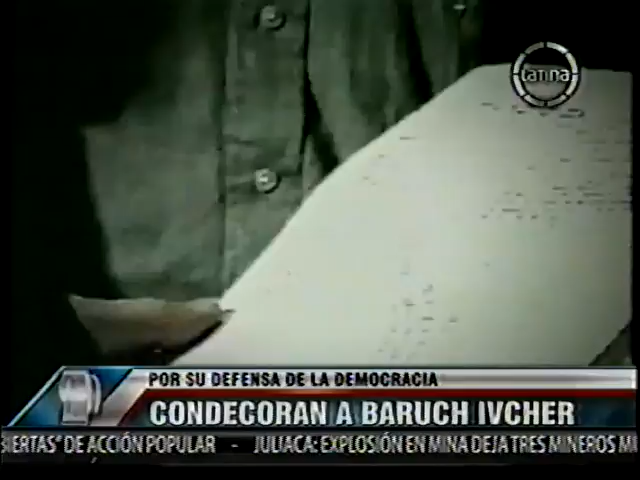 Latina
POR SU DEFENSA DE LA DEMOCRACIA
CONDECORAN A BARUCH IVCHER
BIERTAS" DE ACCIÓN POPULAR - JULIACA: EXPLOSIÓN EN MINA DEJA TRES MINEROS M